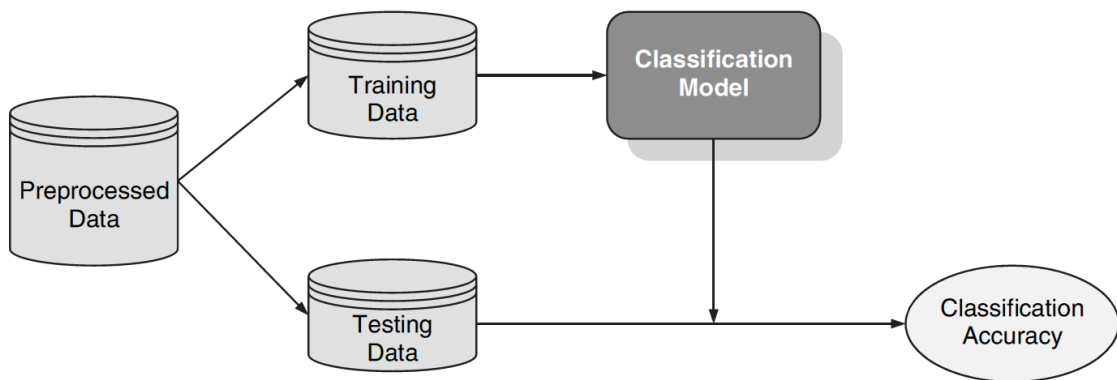 Preprocessed
Data
Training
Data
Classification
Model
Testing
Data
Classification
Accuracy